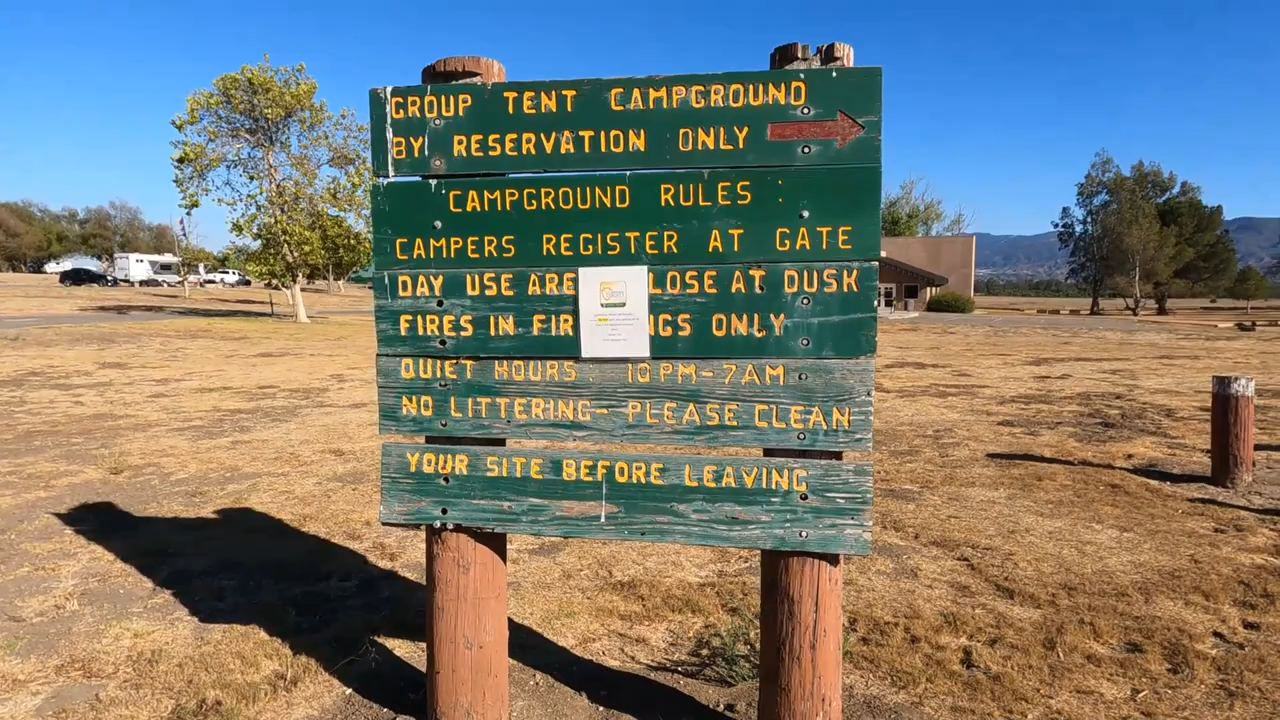 GROUP TENT CAMPGROUND
BY RESERVATION ONLY
CAMPGROUND RULES :
CAMPERS REGISTER AT GATE
DAY USE ARE LOSE AT DUSK
FIRES IN FIR NGS ONLY
QUIET HOURS: 10PM-7AM
NO LITTERING- PLEASE CLEAN
YOUR SITE BEFORE LEAVING